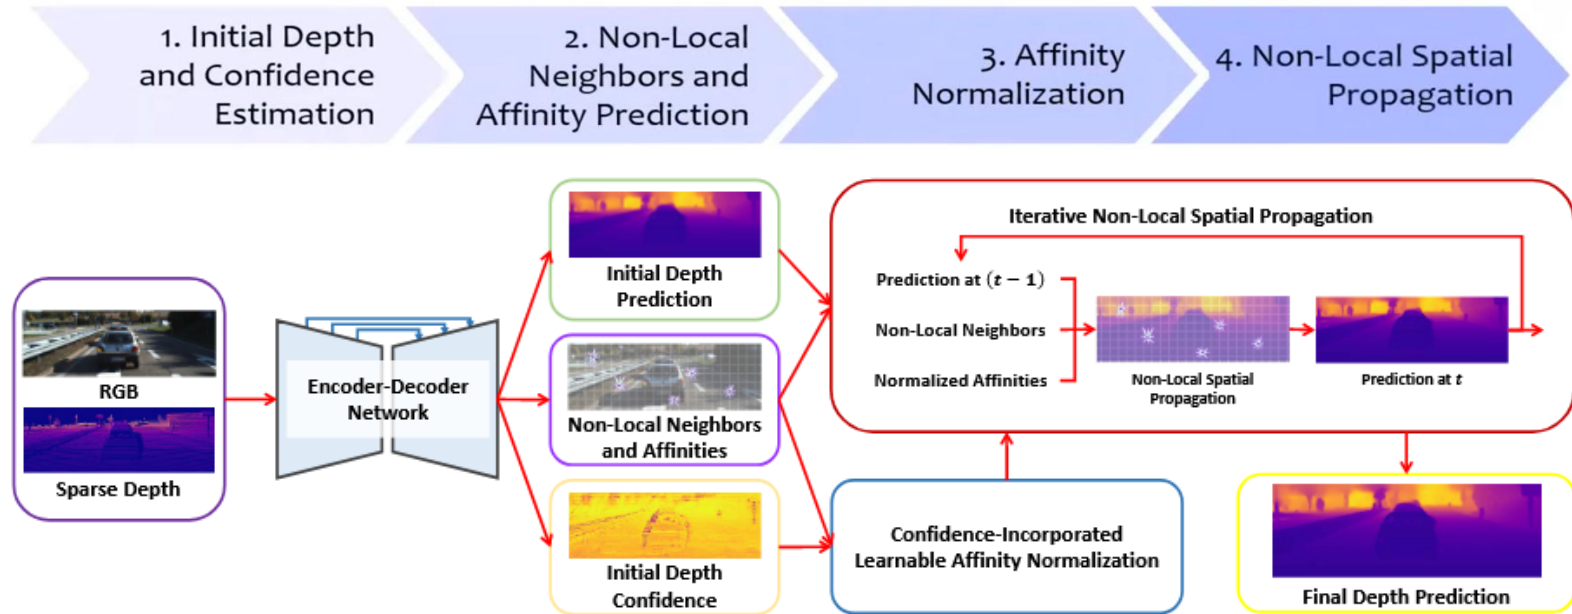 1. Initial Depth
and Confidence
Estimation
2. Non-Local
Neighbors and
Affinity Prediction
3. Affinity
Normalization
4. Non-Local Spatial
Propagation
RGB
Sparse Depth
Encoder-Decoder
Network
Initial Depth
Prediction
Non-Local Neighbors
and Affinities
Initial Depth
Confidence
Iterative Non-Local Spatial Propagation
Prediction at (t − 1)
Non-Local Neighbors
Normalized Affinities
Non-Local Spatial
Propagation
Prediction at t
Confidence-Incorporated
Learnable Affinity Normalization
Final Depth Prediction